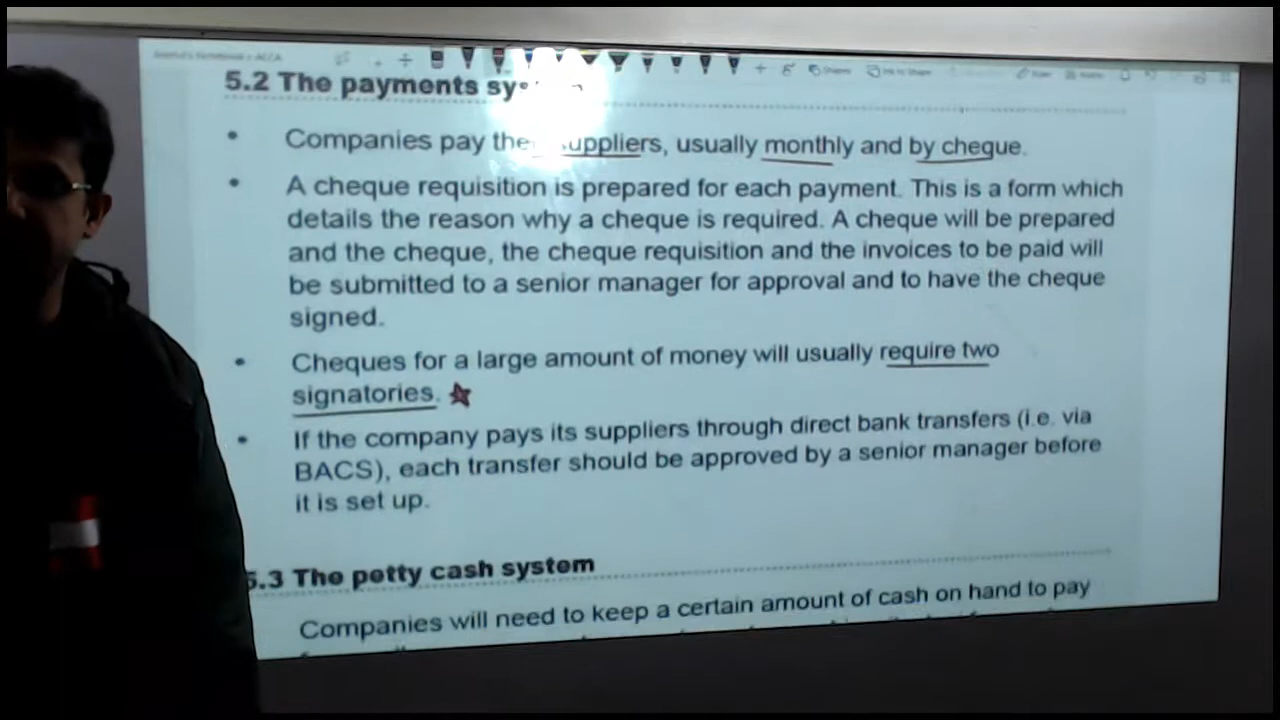 5.2 The payments
• Companies pay suppliers, usually monthly and by cheque.
• A cheque requisition is prepared for each payment. This is a form which
details the reason why a cheque is required. A cheque will be prepared
and the cheque, the cheque requisition and the invoices to be paid will
be submitted to a senior manager for approval and to have the cheque
signed.
• Cheques for a large amount of money will usually require two
signatories.
• If the company pays its suppliers through direct bank transfers (i.e. via
BACS), each transfer should be approved by a senior manager before
it is set up.
5.3 The petty cash system
Companies will need to keep a certain amount of cash on hand to pay